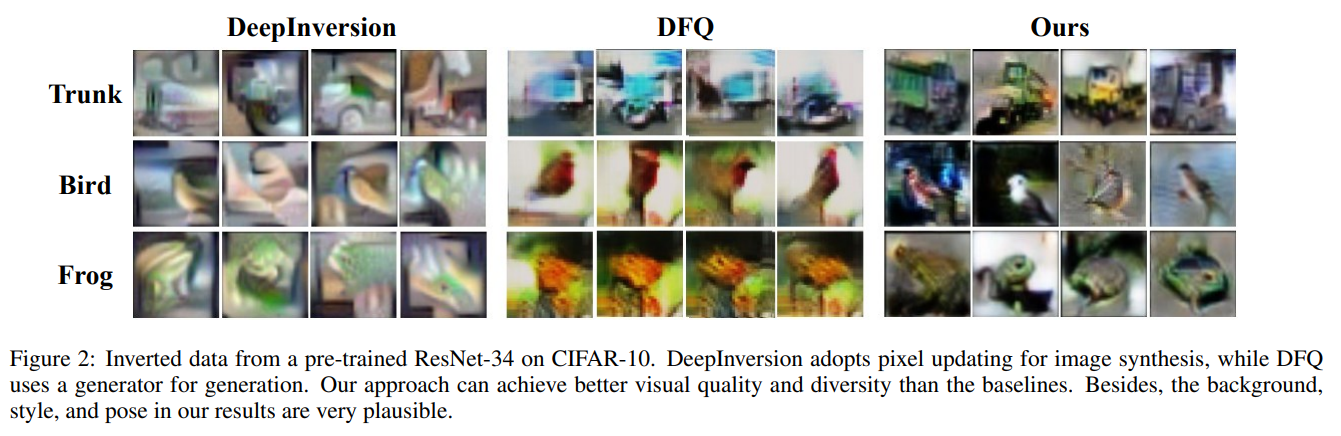 DeepInversion DFQ Ours
Trunk
Bird
Frog
Figure 2: Inverted data from a pre-trained ResNet-34 on CIFAR-10. DeepInversion adopts pixel updating for image synthesis, while DFQ
uses a generator for generation. Our approach can achieve better visual quality and diversity than the baselines. Besides, the background,
style, and pose in our results are very plausible.